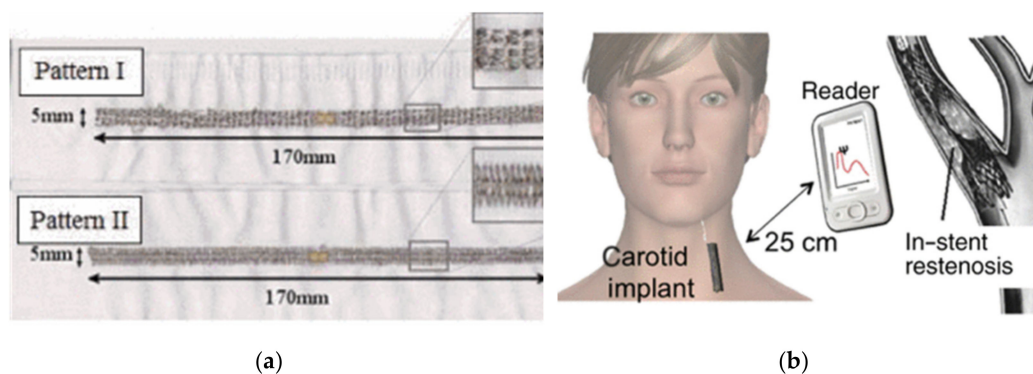 Pattern I
5mm
170mm
Pattern II
5mm
170mm
Reader
25 cm
Carotid
implant
In-stent
restenosis
(a)
(b)